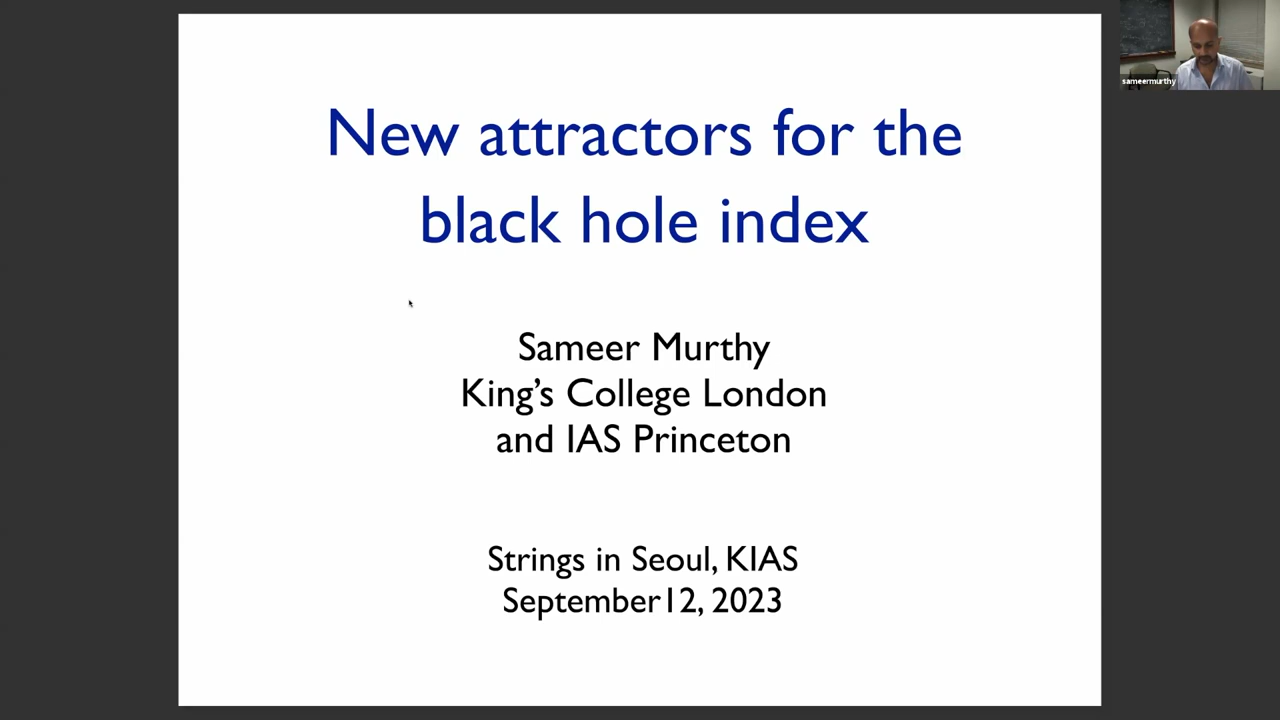 New attractors for the
black hole index
Sameer Murthy
King's College London
and IAS Princeton
Strings in Seoul, KIAS
September12, 2023
sameermurthy